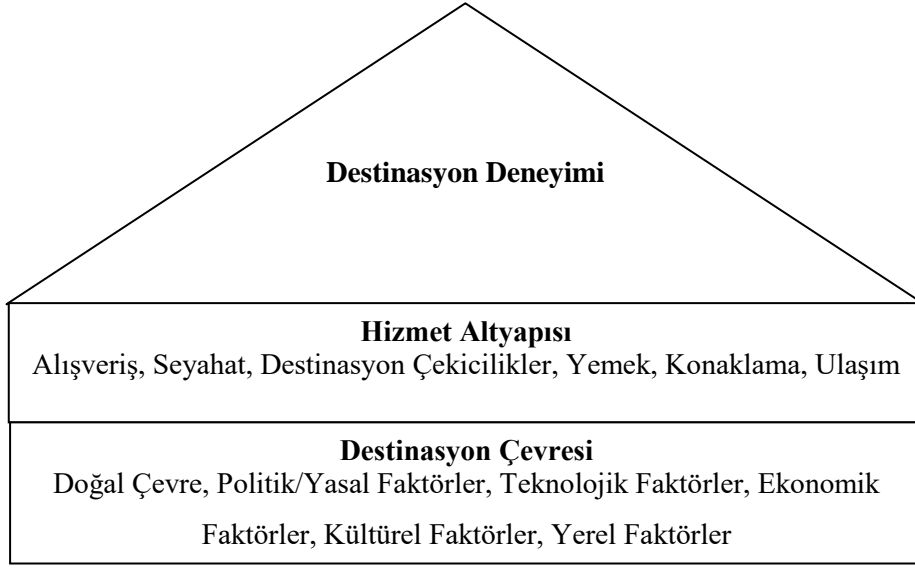 Destinasyon Deneyimi
Hizmet Altyapısı
Alışveriş, Seyahat, Destinasyon Çekicilikler, Yemek, Konaklama, Ulaşım
Destinasyon Çevresi
Doğal Çevre, Politik/Yasal Faktörler, Teknolojik Faktörler, Ekonomik
Faktörler, Kültürel Faktörler, Yerel Faktörler